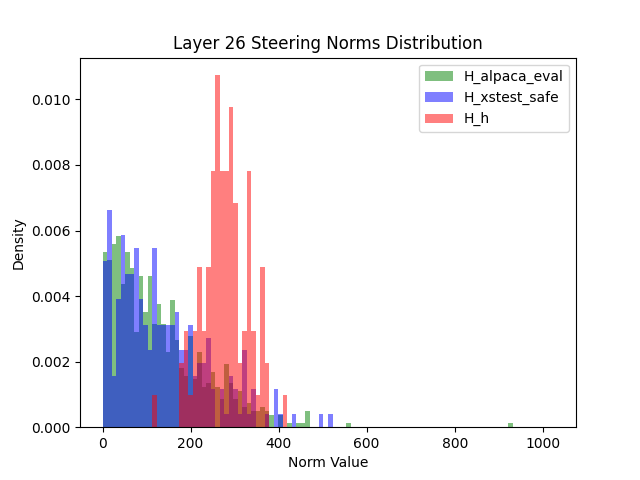 Layer 26 Steering Norms Distribution
H_alpaca_eval
H_xstest_safe
H_h
Density
0.010
0.008
0.006
0.004
0.002
0.000
0 200 400 600 800 1000
Norm Value